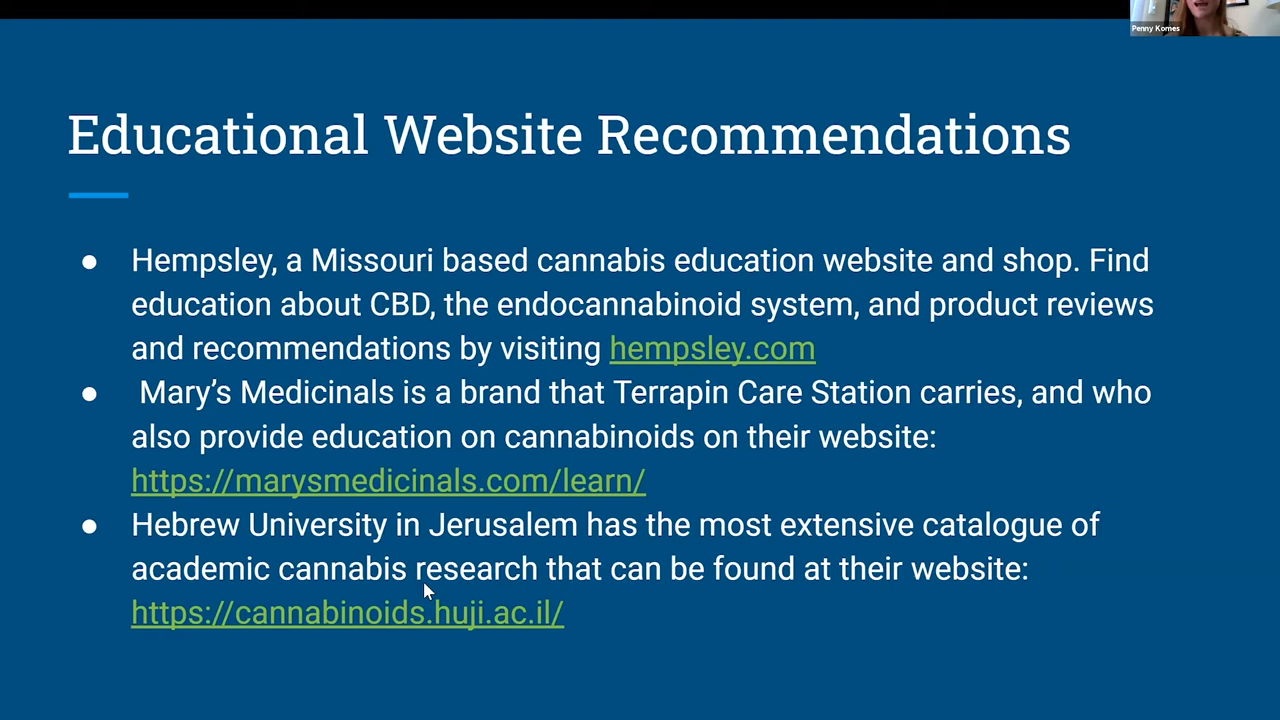 Penny Komes
Educational Website Recommendations
● Hempsley, a Missouri based cannabis education website and shop. Find
education about CBD, the endocannabinoid system, and product reviews
and recommendations by visiting hempsley.com
● Mary’s Medicinals is a brand that Terrapin Care Station carries, and who
also provide education on cannabinoids on their website:
https://marysmedicinals.com/learn/
● Hebrew University in Jerusalem has the most extensive catalogue of
academic cannabis research that can be found at their website:
https://cannabinoids.huji.ac.il/